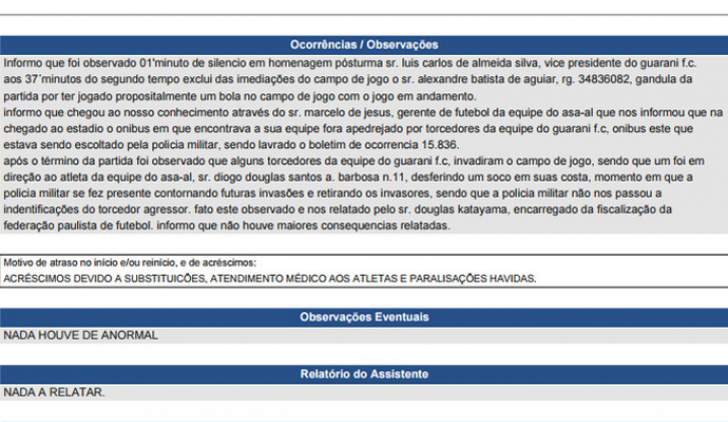 Ocorrências / Observações
Informo que foi observado 01'minuto de silencio em homenagem pósturma sr. luis carlos de almeida silva, vice presidente do guarani f.c.
aos 37´minutos do segundo tempo exclui das imediações do campo de jogo o sr. alexandre batista de aguiar, rg. 34836082, gandula da
partida por ter jogado propositalmente um bola no campo de jogo com o jogo em andamento.
informo que chegou ao nosso conhecimento através do sr. marcelo de jesus, gerente de futebol da equipe do asa-al que nos informou que na
chegado ao estadio o onibus em que encontrava a sua equipe fora apedrejado por torcedores da equipe do guarani f.c, onibus este que
estava sendo escoltado pela policia militar, sendo lavrado o boletim de ocorrencia 15.836.
após o término da partida foi observado que alguns torcedores da equipe do guarani f.c, invadiram o campo de jogo, sendo que um foi em
direção ao atleta da equipe do asa-al, sr. diogo douglas santos a. barbosa n.11, desferindo um soco em suas costa, momento em que a
policia militar se fez presente contornando futuras invasões e retirando os invasores, sendo que a policia militar não nos passou a
indentificações do torcedor agressor. fato este observado e nos relatado pelo sr. douglas katayama, encarregado da fiscalização da
federação paulista de futebol. informo que não houve maiores consequencias relatadas.
Motivo de atraso no início e/ou reinício, e de acréscimos:
ACRÉSCIMOS DEVIDO A SUBSTITUICÕES, ATENDIMENTO MÉDICO AOS ATLETAS E PARALISAÇÕES HAVIDAS.
Observações Eventuais
NADA HOUVE DE ANORMAL
Relatório do Assistente
NADA A RELATAR.